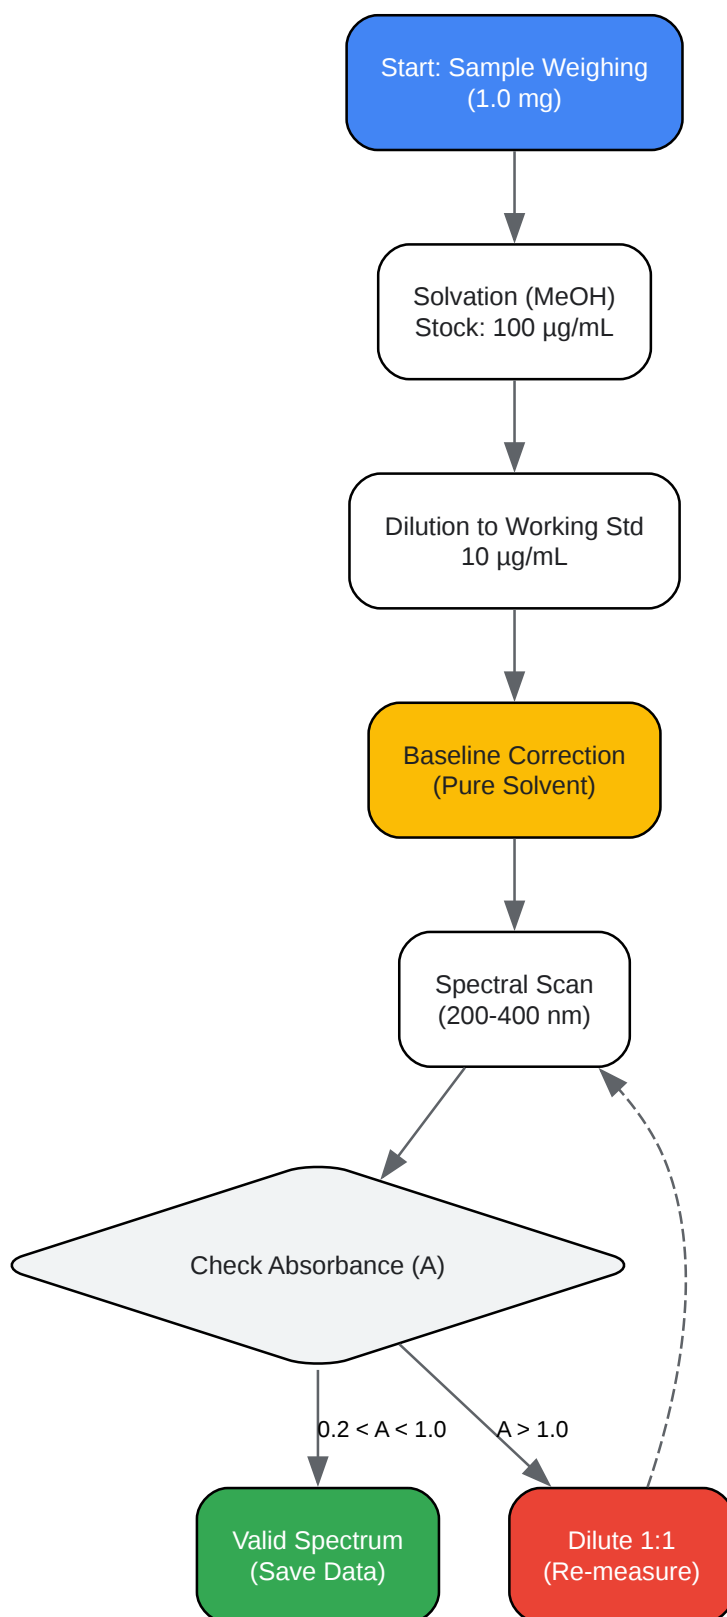 Start: Sample Weighing
(1.0 mg)
Solvation (MeOH)
Stock: 100 µg/mL
Dilution to Working Std
10 µg/mL
Baseline Correction
(Pure Solvent)
Spectral Scan
(200-400 nm)
Check Absorbance (A)
0.2 < A < 1.0
A > 1.0
Valid Spectrum
(Save Data)
Dilute 1:1
(Re-measure)